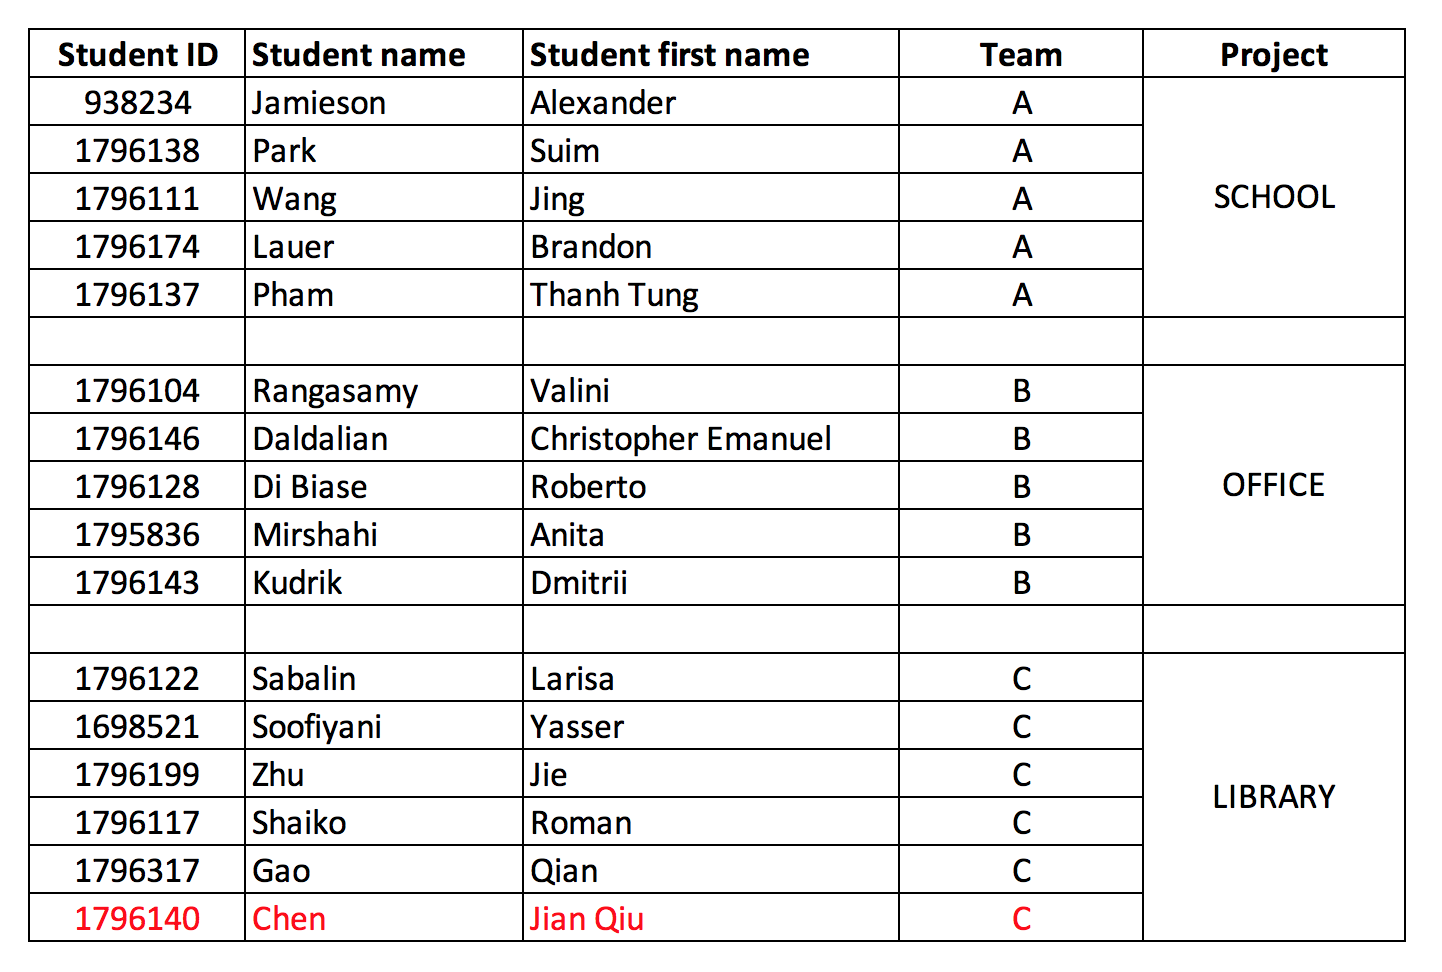 Student ID Student name Student first name Team Project
938234 Jamieson Alexander A
1796138 Park Suim A
1796111 Wang Jing A SCHOOL
1796174 Lauer Brandon A
1796137 Pham Thanh Tung A
1796104 Rangasamy Valini B
1796146 Daldalian Christopher Emanuel B
1796128 Di Biase Roberto B OFFICE
1795836 Mirshahi Anita B
1796143 Kudrik Dmitrii B
1796122 Sabalin Larisa C
1698521 Soofiyani Yasser C
1796199 Zhu Jie C LIBRARY
1796117 Shaiko Roman C
1796317 Gao Qian C
1796140 Chen Jian Qiu C